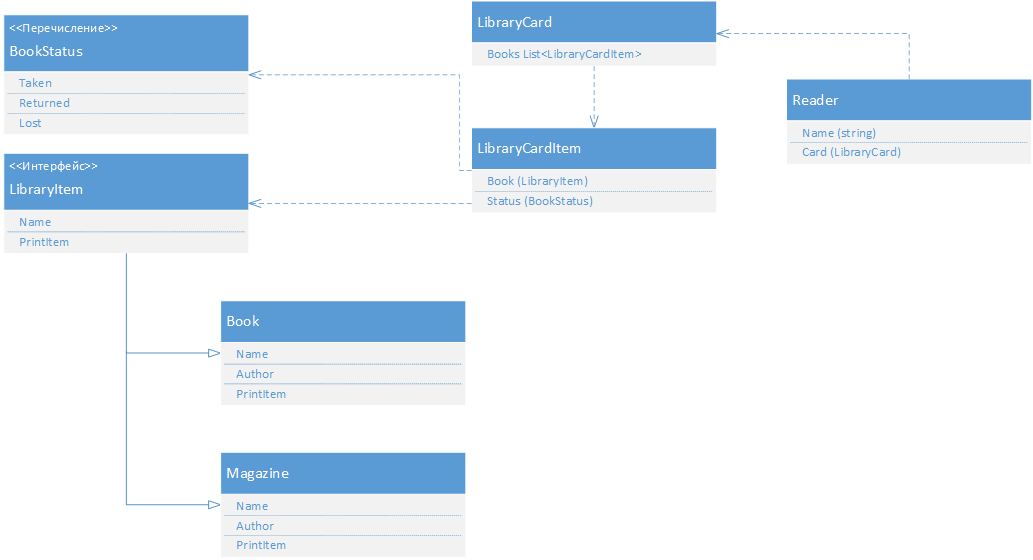 <<Перечисление>>
BookStatus
Taken
Returned
Lost
<<Интерфейс>>
LibraryItem
Name
PrintItem
LibraryCard
Books List<LibraryCardItem>
LibraryCardItem
Book (LibraryItem)
Status (BookStatus)
Reader
Name (string)
Card (LibraryCard)
Book
Name
Author
PrintItem
Magazine
Name
Author
PrintItem